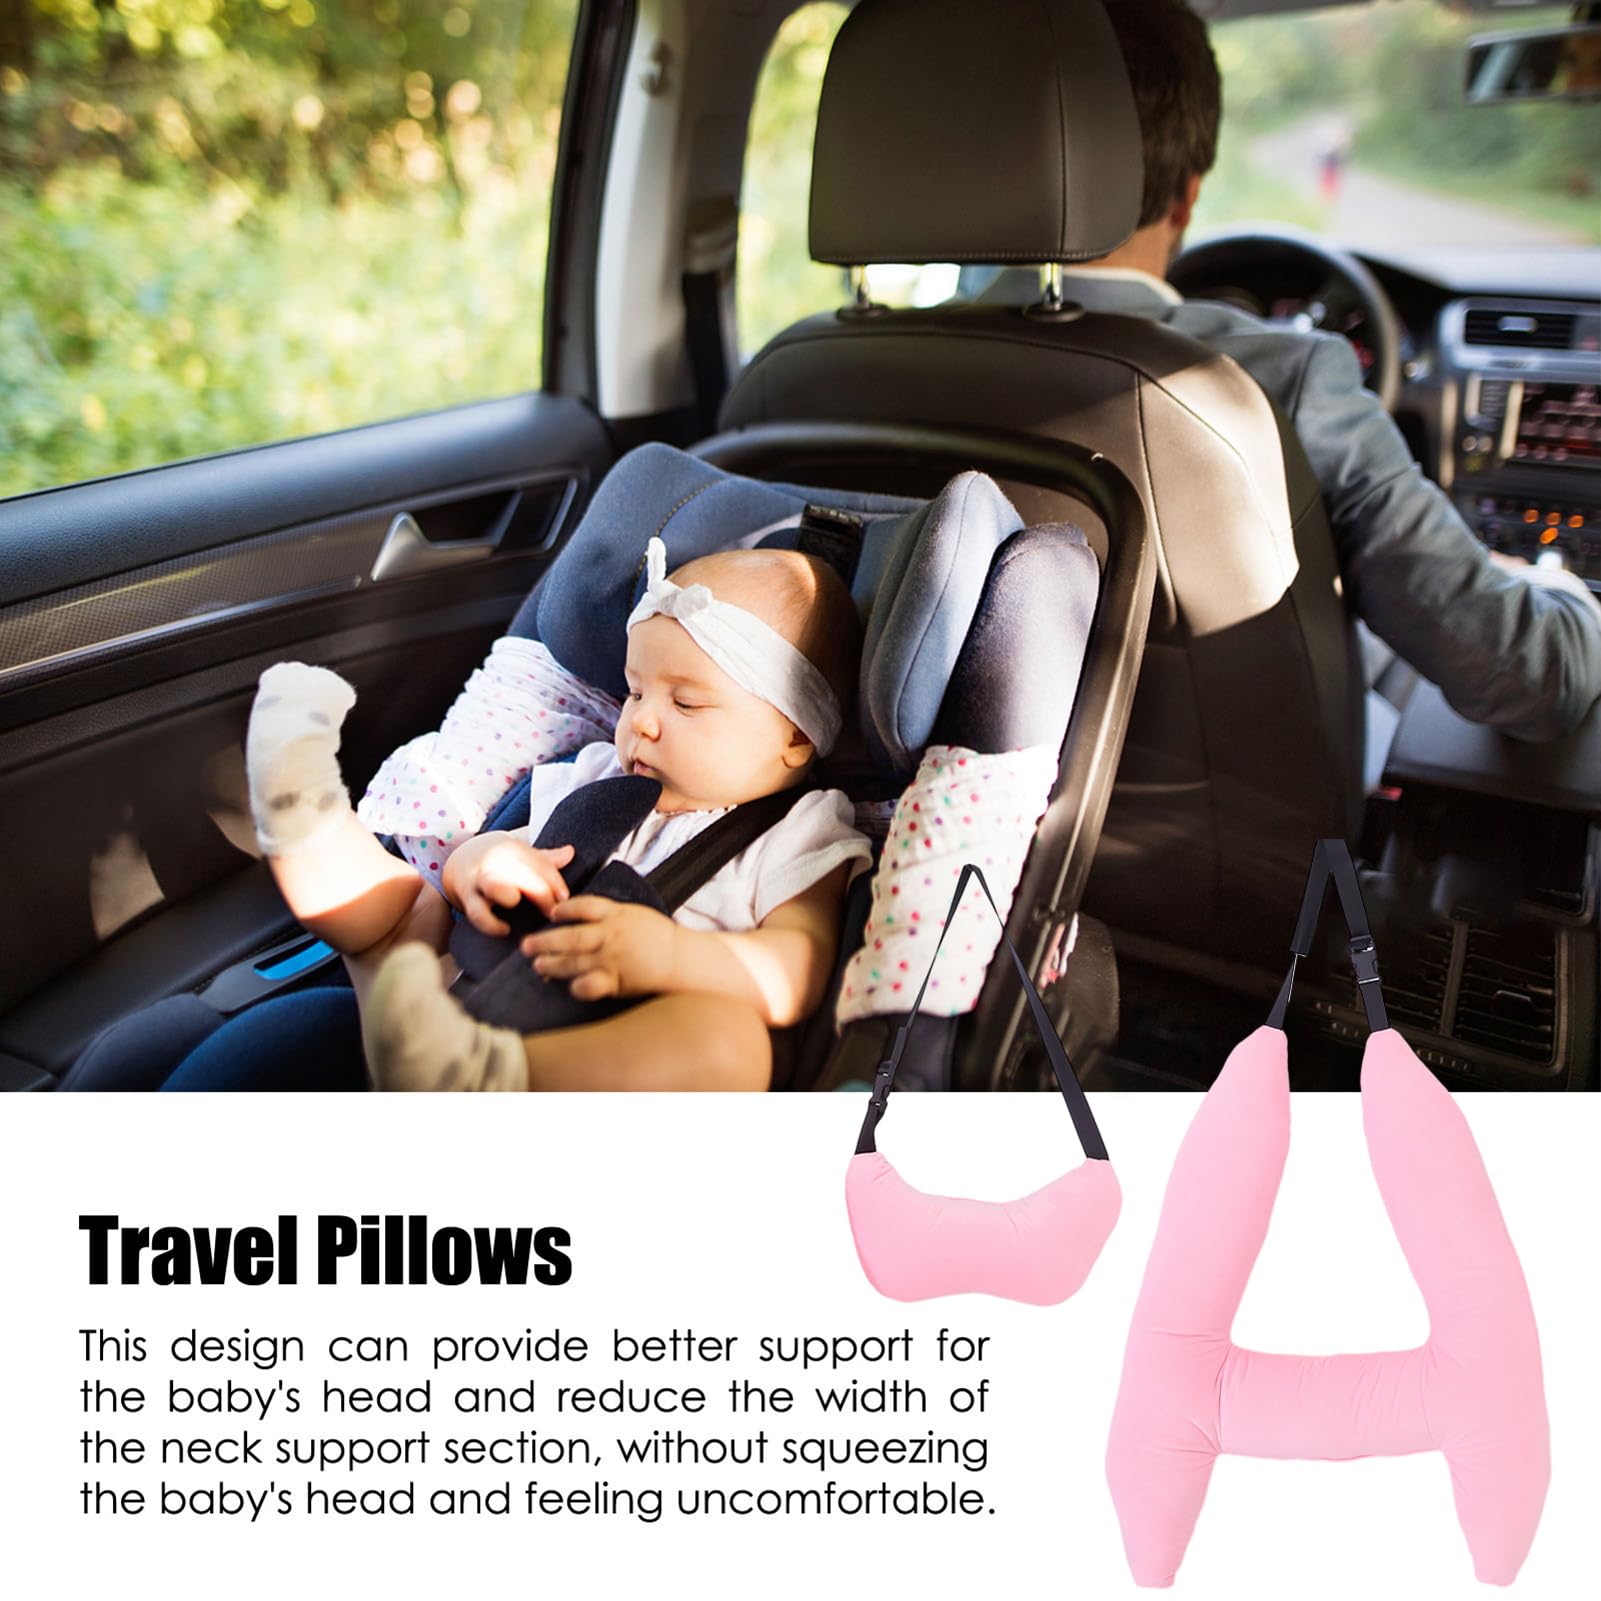 Travel Pillows
This design can provide better support for
the baby's head and reduce the width of
the neck support section, without squeezing
the baby's head and feeling uncomfortable.